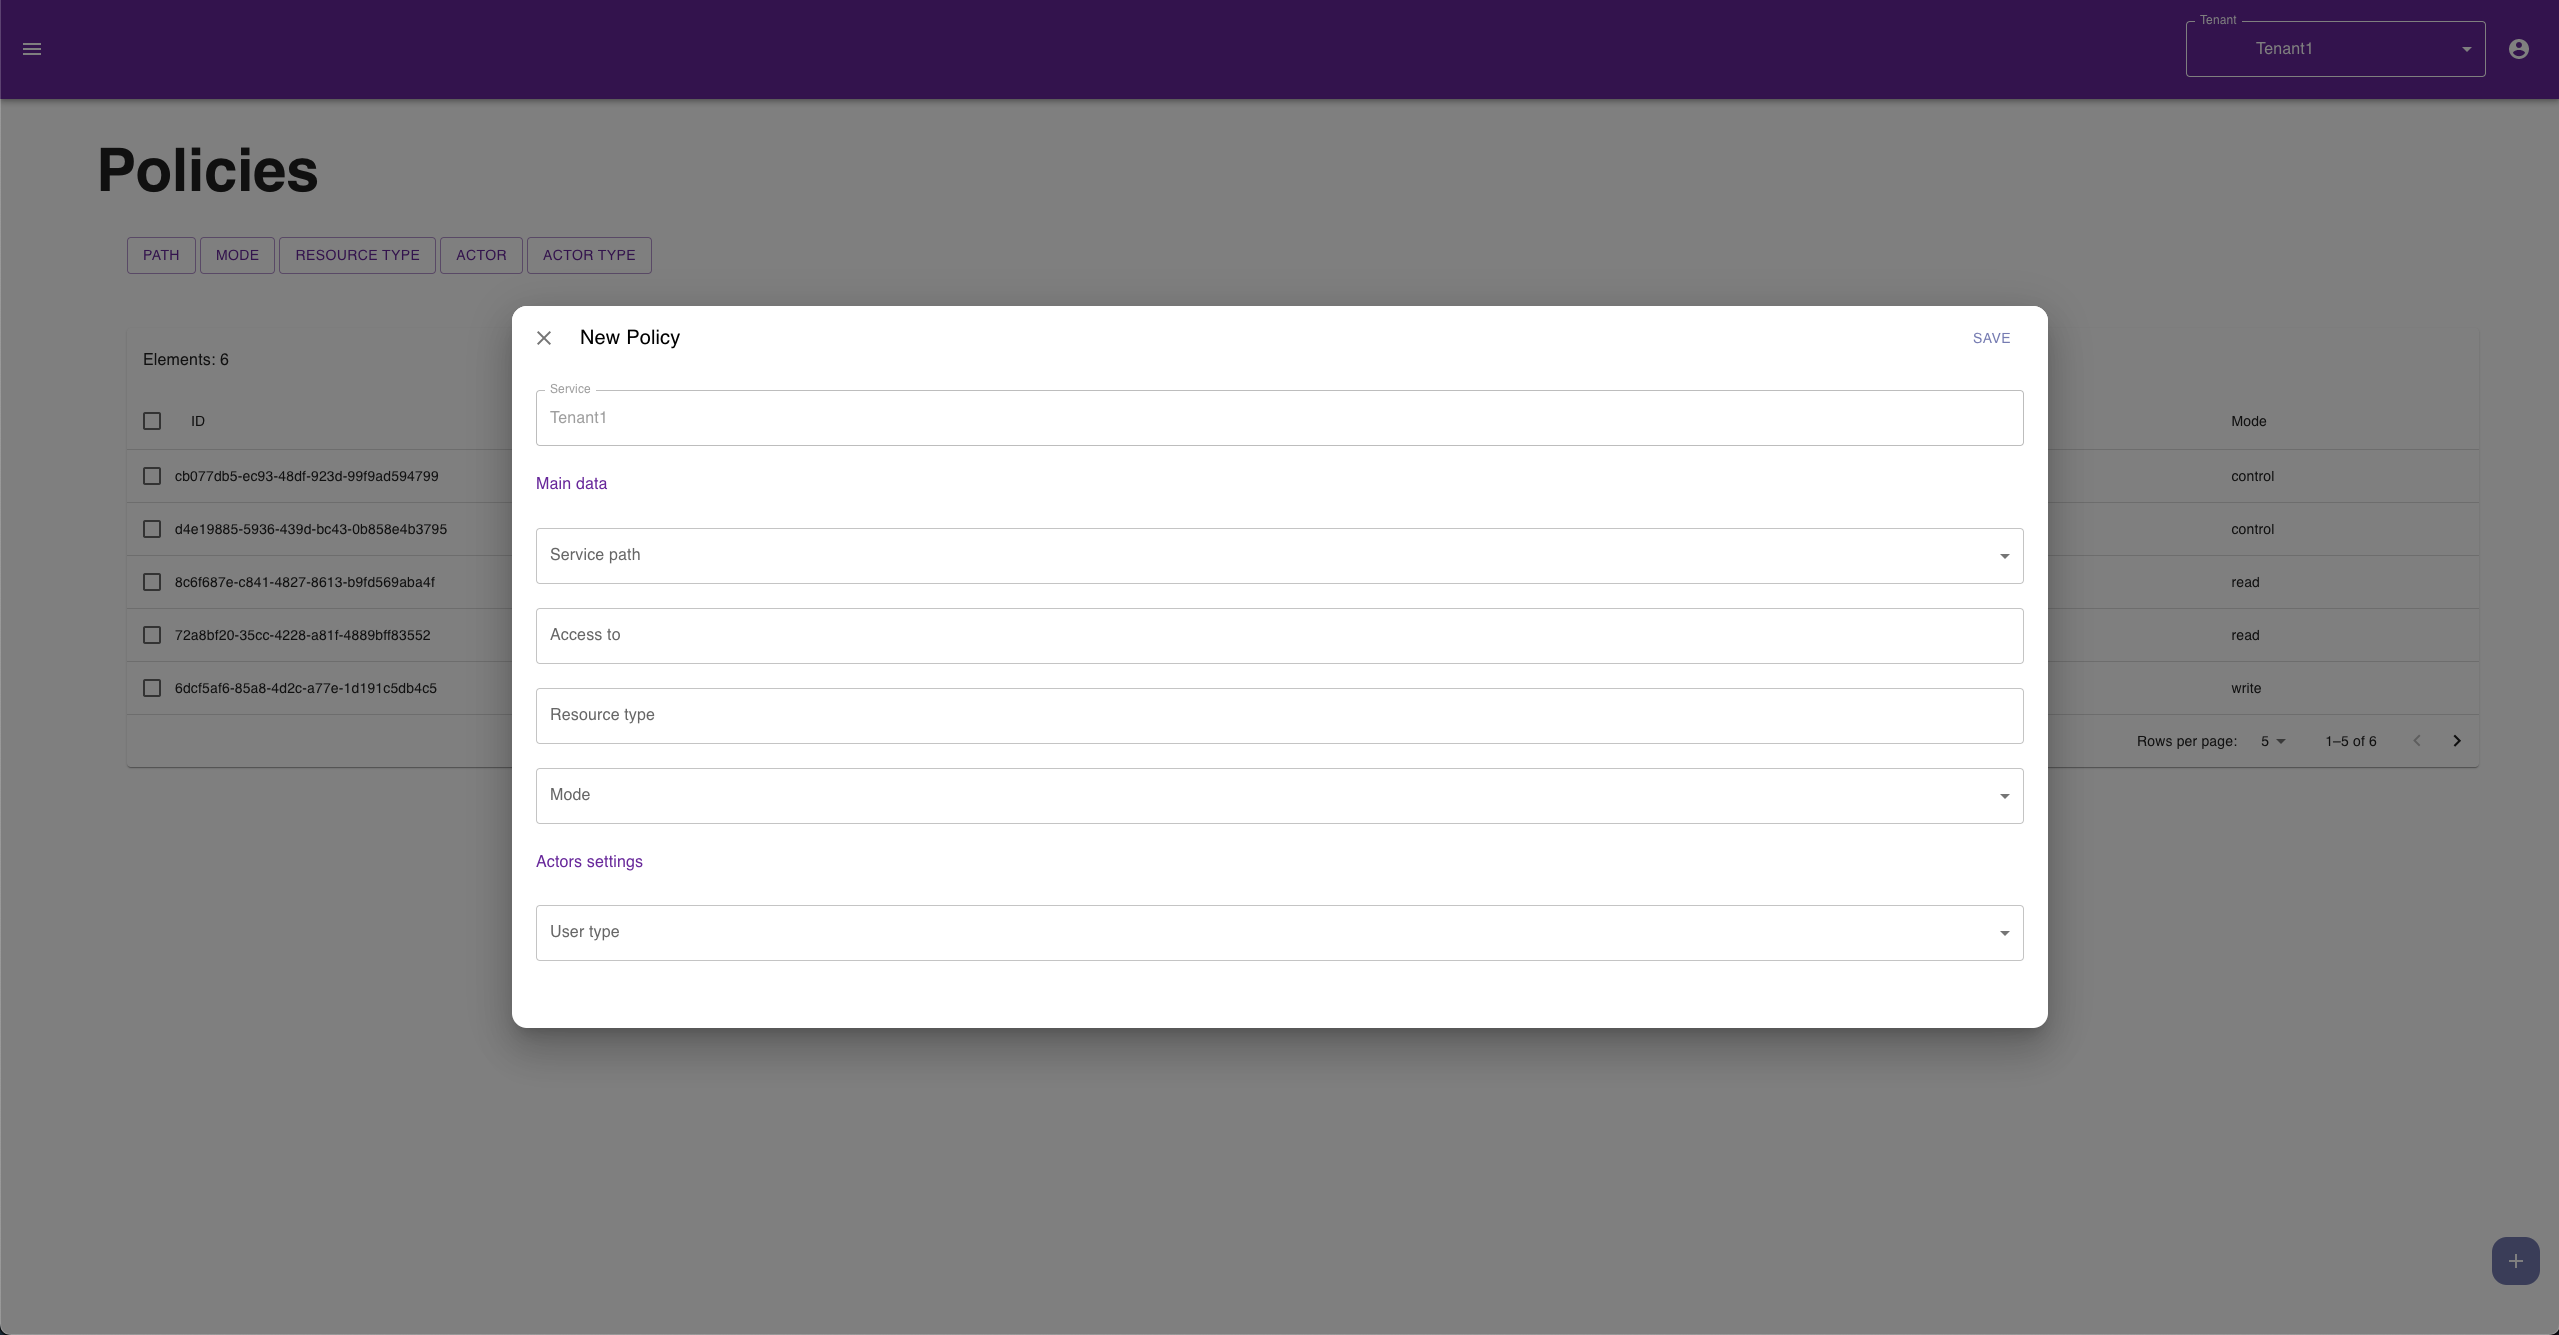 Tenant
Tenant1
Policies
PATH MODE RESOURCE TYPE ACTOR ACTOR TYPE
New Policy SAVE
Service
Tenant1
Main data
Service path
Access to
Resource type
Mode
Actors settings
User type
Elements: 6
ID Mode
cb077db5-ec93-48df-923d-99f9ad594799 control
d4e19885-5936-439d-bc43-0b858e4b3795 control
8c6f687e-c841-4827-8613-b9fd569aba4f read
72a8bf20-35cc-4228-a81f-4889bff83552 read
6dcf5af6-85a8-4d2c-a77e-1d191c5db4c5 write
Rows per page: 5 1–5 of 6